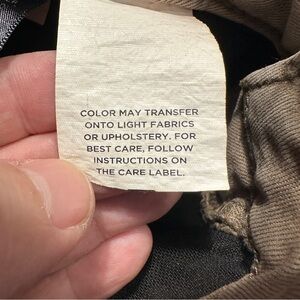 COLOR MAY TRANSFER
ONTO LIGHT FABRICS
OR UPHOLSTERY. FOR
BEST CARE, FOLLOW
INSTRUCTIONS ON
THE CARE LABEL.